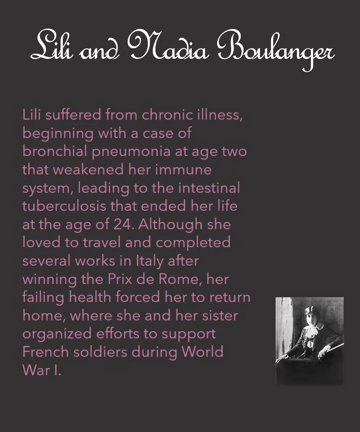 Lili and Nadia Boulanger
Lili suffered from chronic illness,
beginning with a case of
bronchial pneumonia at age two
that weakened her immune
system, leading to the intestinal
tuberculosis that ended her life
at the age of 24. Although she
loved to travel and completed
several works in Italy after
winning the Prix de Rome, her
failing health forced her to return
home, where she and her sister
organized efforts to support
French soldiers during World
War I.